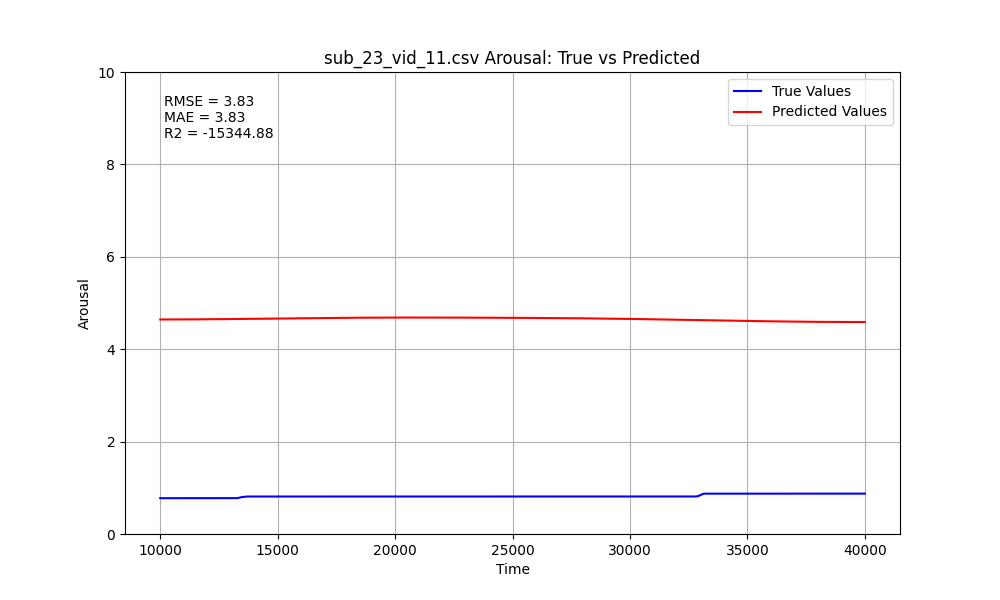 sub_23_vid_11.csv Arousal: True vs Predicted
RMSE = 3.83
MAE = 3.83
R2 = -15344.88
True Values
Predicted Values
Arousal
10
8
6
4
2
0
10000 15000 20000 25000 30000 35000 40000
Time